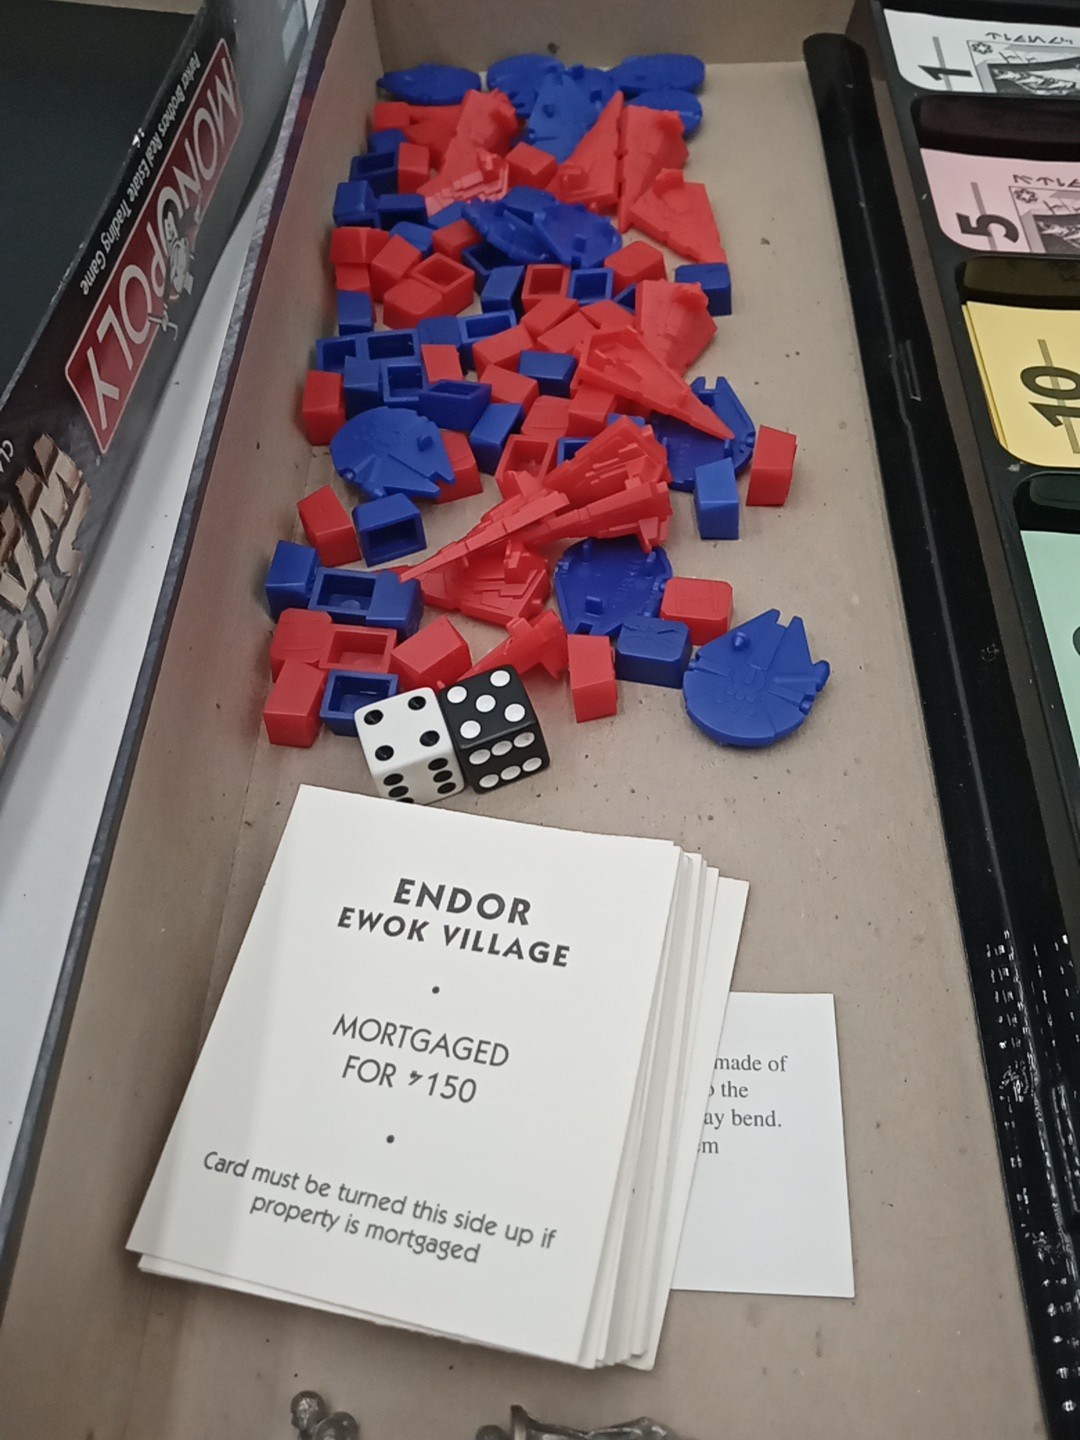 MONOPOLY
Parker Brothers Real Estate Trading Game
1
5
10
ENDOR
EWOK VILLAGE
MORTGAGED
FOR 150
Card must be turned this side up if
property is mortgaged
made of
the
ay bend.